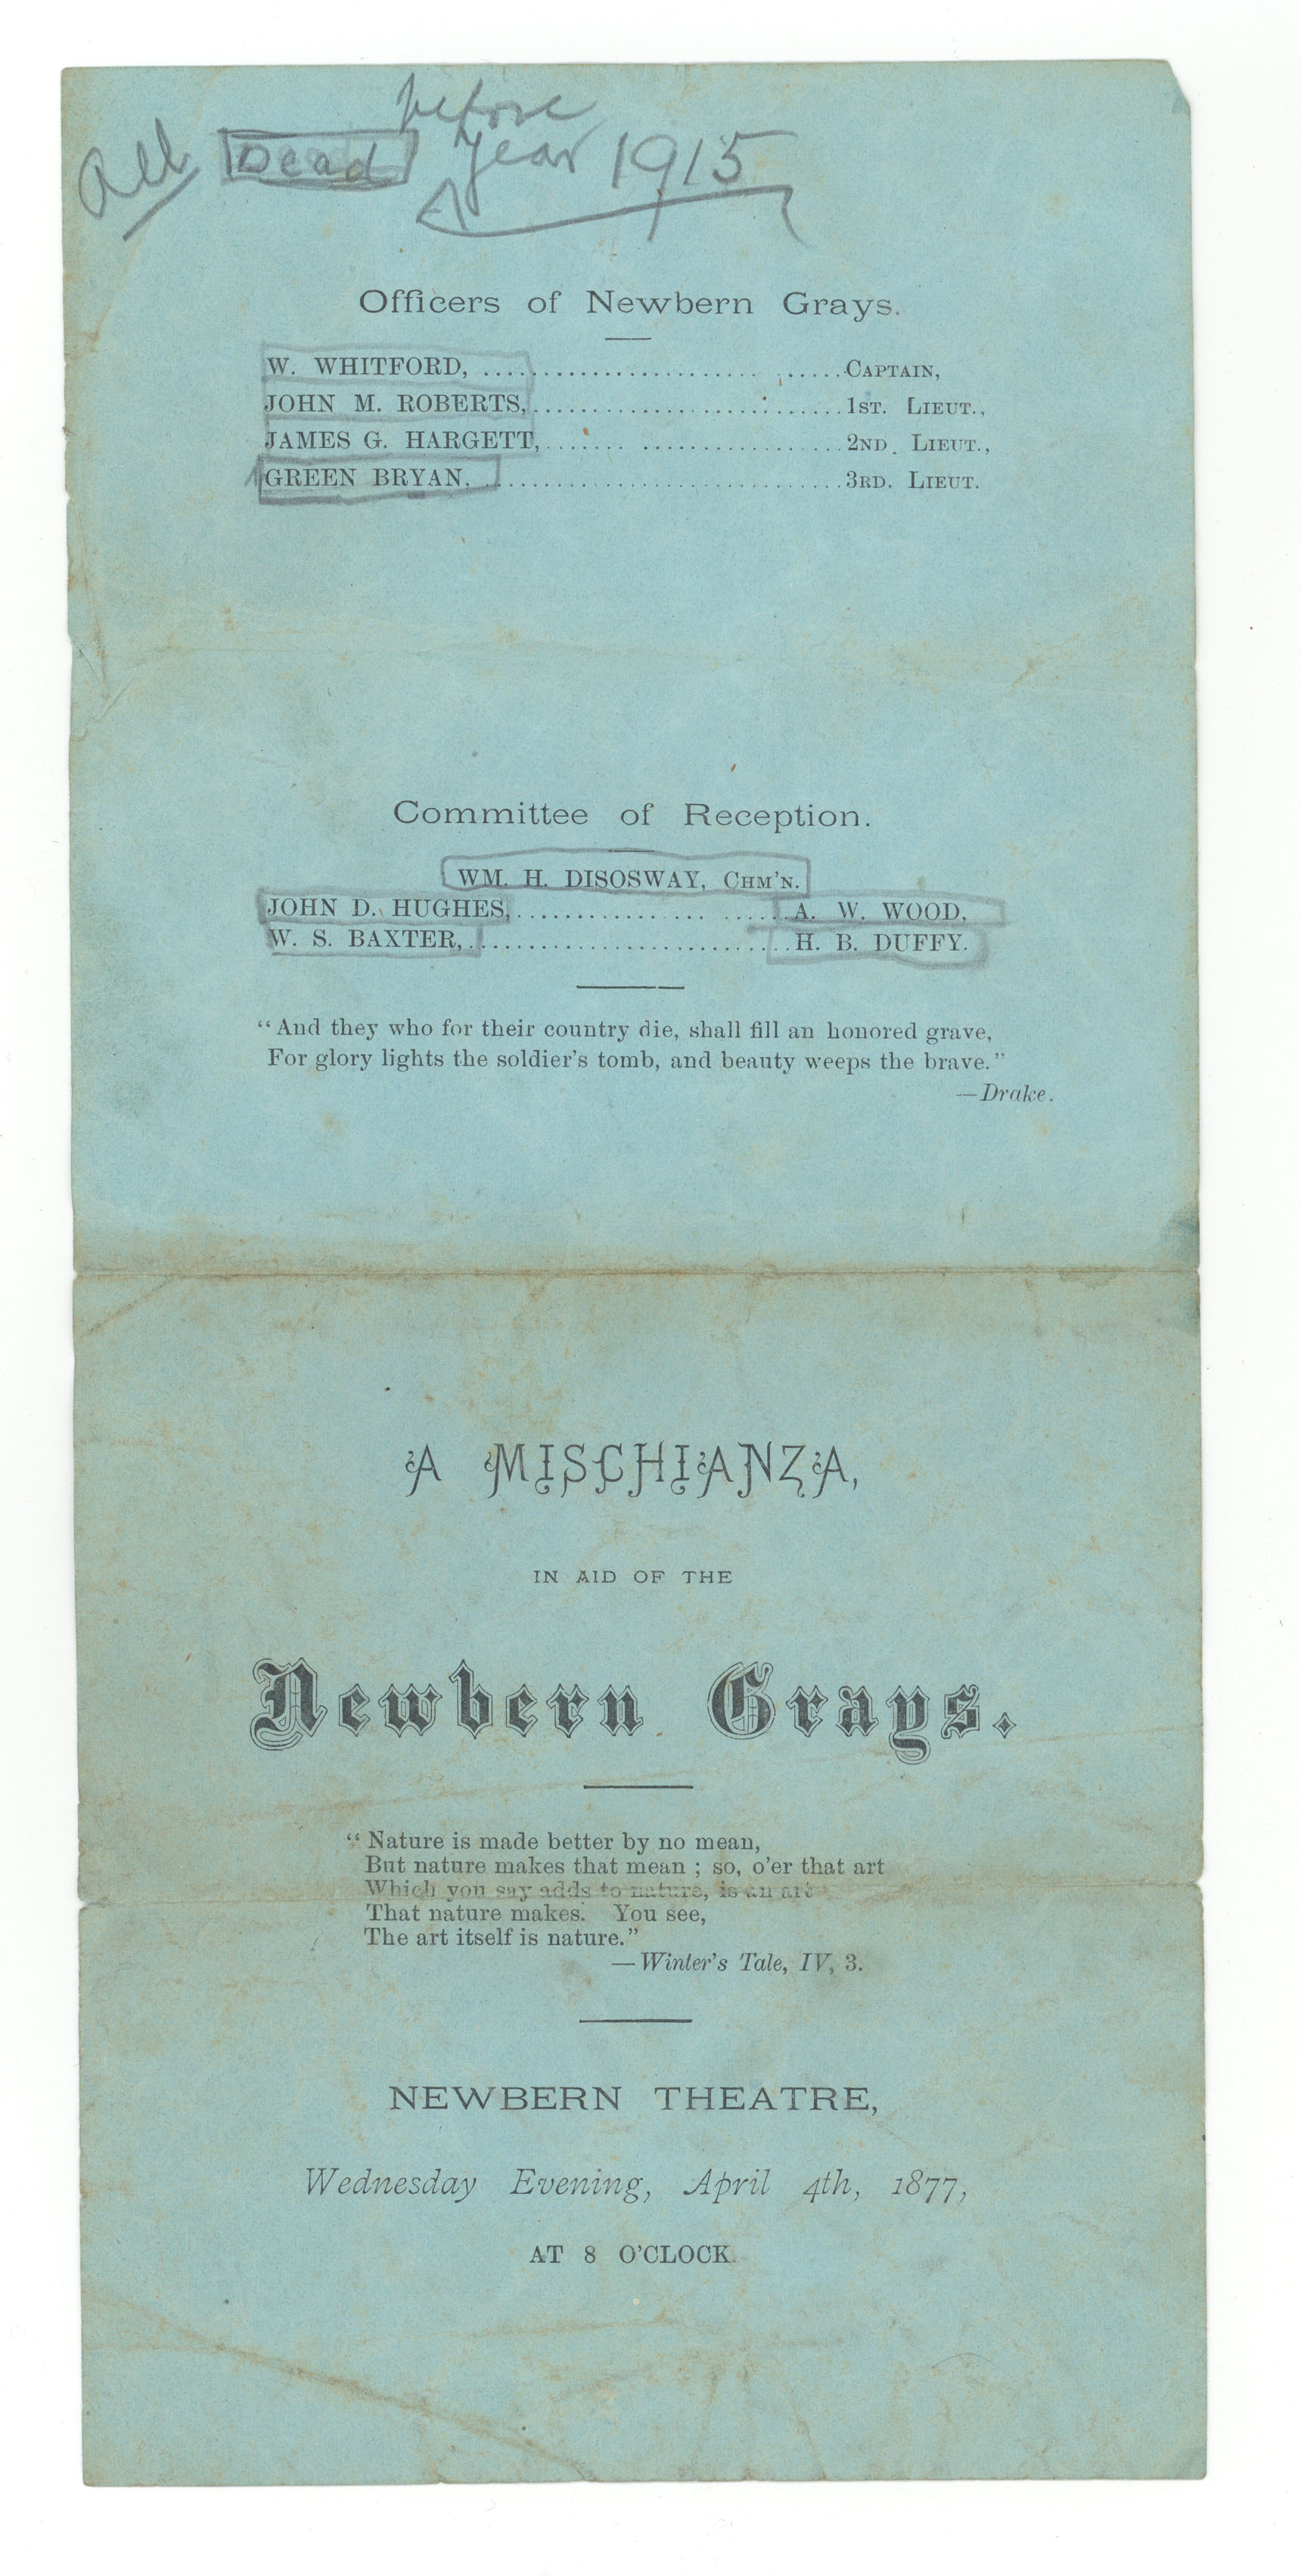 before
All Dead year 1915
Officers of Newbern Grays.
W. WHITFORD, ........................... CAPTAIN,
JOHN M. ROBERTS, ........................... 1ST. LIEUT.,
JAMES G. HARGETT, ........................... 2ND. LIEUT.,
GREEN BRYAN, ........................... 3RD. LIEUT.
Committee of Reception.
WM. H. DISOSWAY, CHM'N.
JOHN D. HUGHES, ........................... A. W. WOOD,
W. S. BAXTER, ........................... H. B. DUFFY.
“And they who for their country die, shall fill an honored grave,
For glory lights the soldier's tomb, and beauty weeps the brave.”
—Drake.
A MISCHIANZA,
IN AID OF THE
Newbern Grays.
“Nature is made better by no mean,
But nature makes that mean ; so, o'er that art
Which you say adds to nature, is an art
That nature makes. You see,
The art itself is nature.”
—Winter's Tale, IV, 3.
NEWBERN THEATRE,
Wednesday Evening, April 4th, 1877,
AT 8 O'CLOCK.